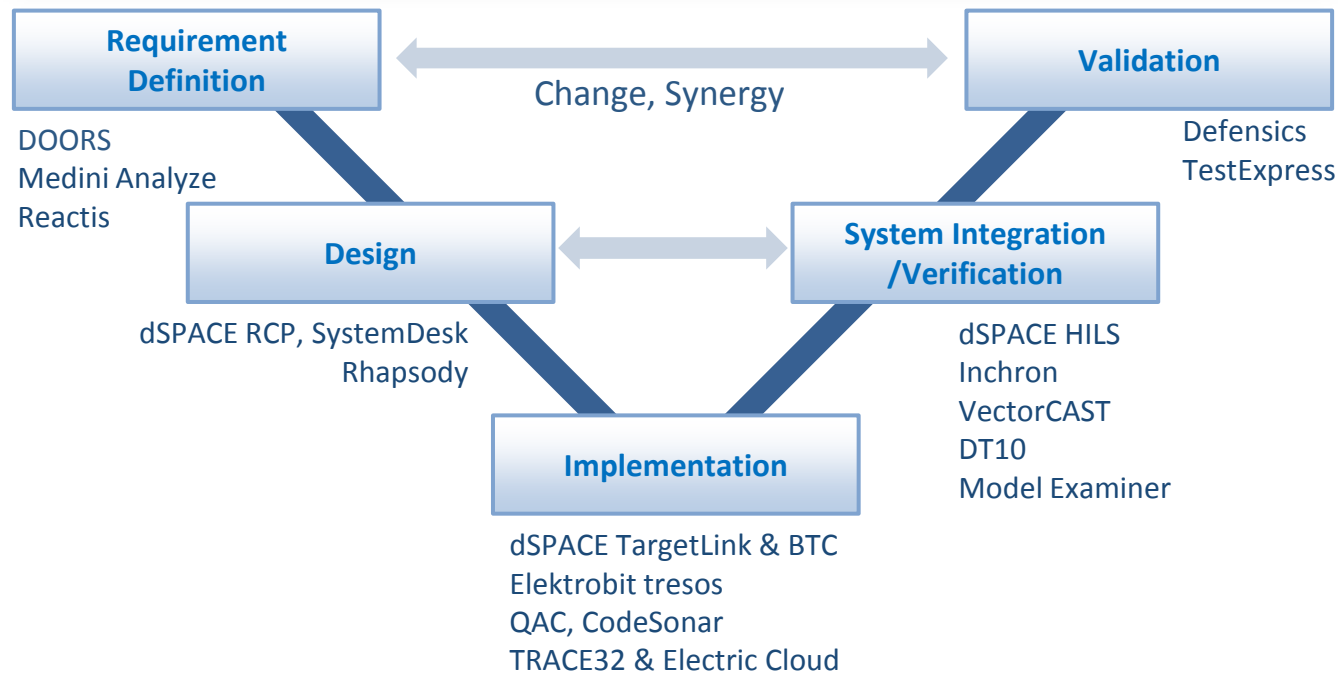 Requirement
Definition
Change, Synergy
Validation
DOORS
Medini Analyze
Reactis
Defensics
TestExpress
Design
System Integration
/Verification
dSPACE RCP, SystemDesk
Rhapsody
dSPACE HILS
Inchron
VectorCAST
DT10
Model Examiner
Implementation
dSPACE TargetLink & BTC
Elektrobit tresos
QAC, CodeSonar
TRACE32 & Electric Cloud